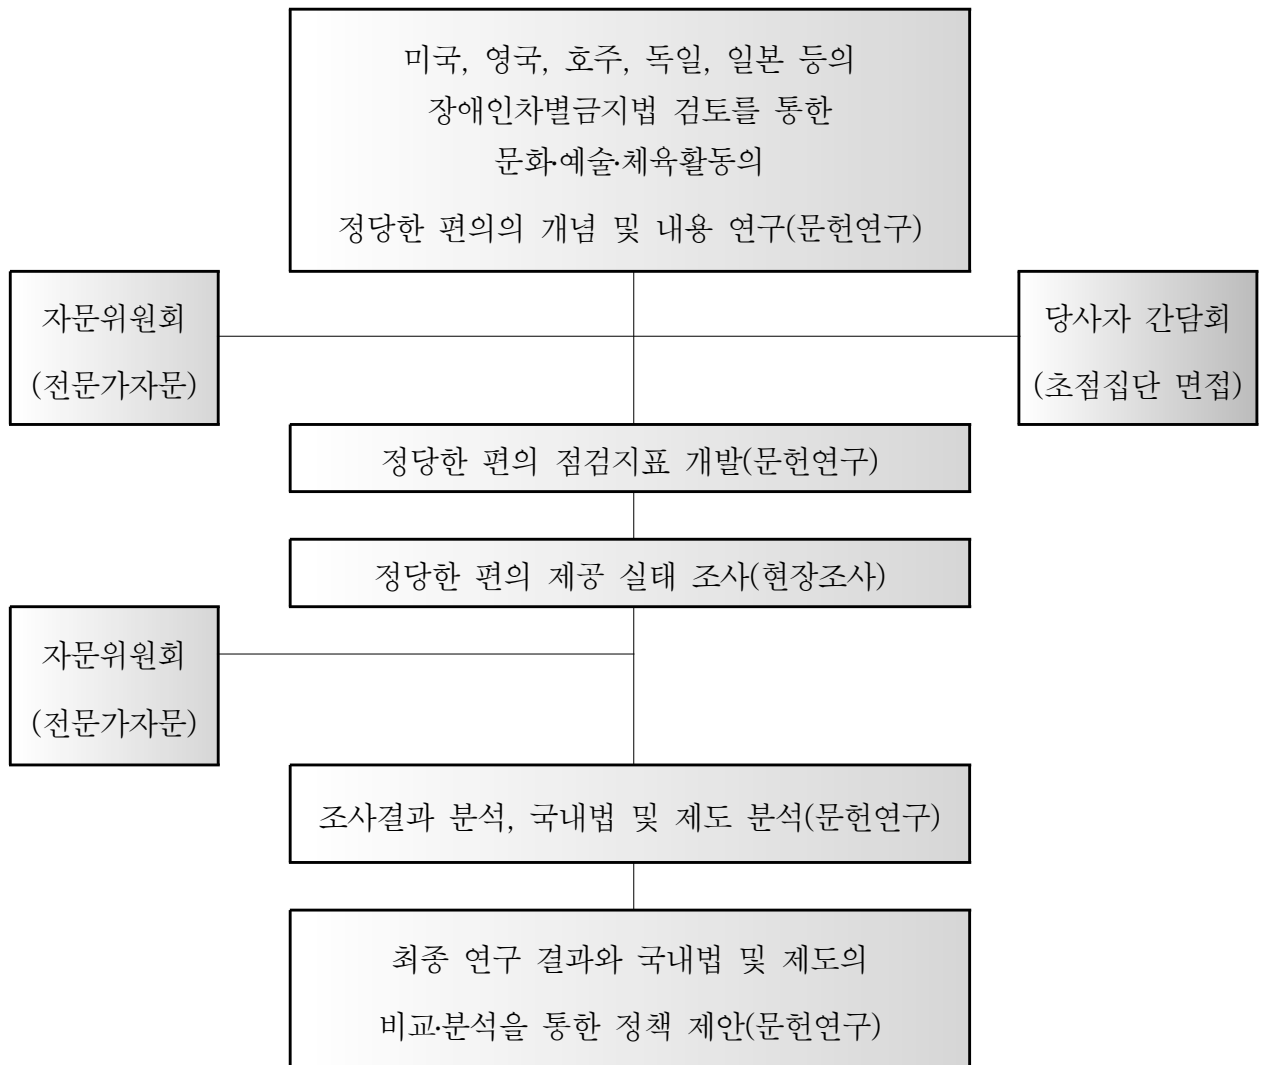 미국, 영국, 호주, 독일, 일본 등의
장애인차별금지법 검토를 통한
문화·예술·체육활동의
정당한 편의의 개념 및 내용 연구(문헌연구)
자문위원회
(전문가자문)
당사자 간담회
(초점집단 면접)
정당한 편의 점검지표 개발(문헌연구)
정당한 편의 제공 실태 조사(현장조사)
자문위원회
(전문가자문)
조사결과 분석, 국내법 및 제도 분석(문헌연구)
최종 연구 결과와 국내법 및 제도의
비교·분석을 통한 정책 제안(문헌연구)